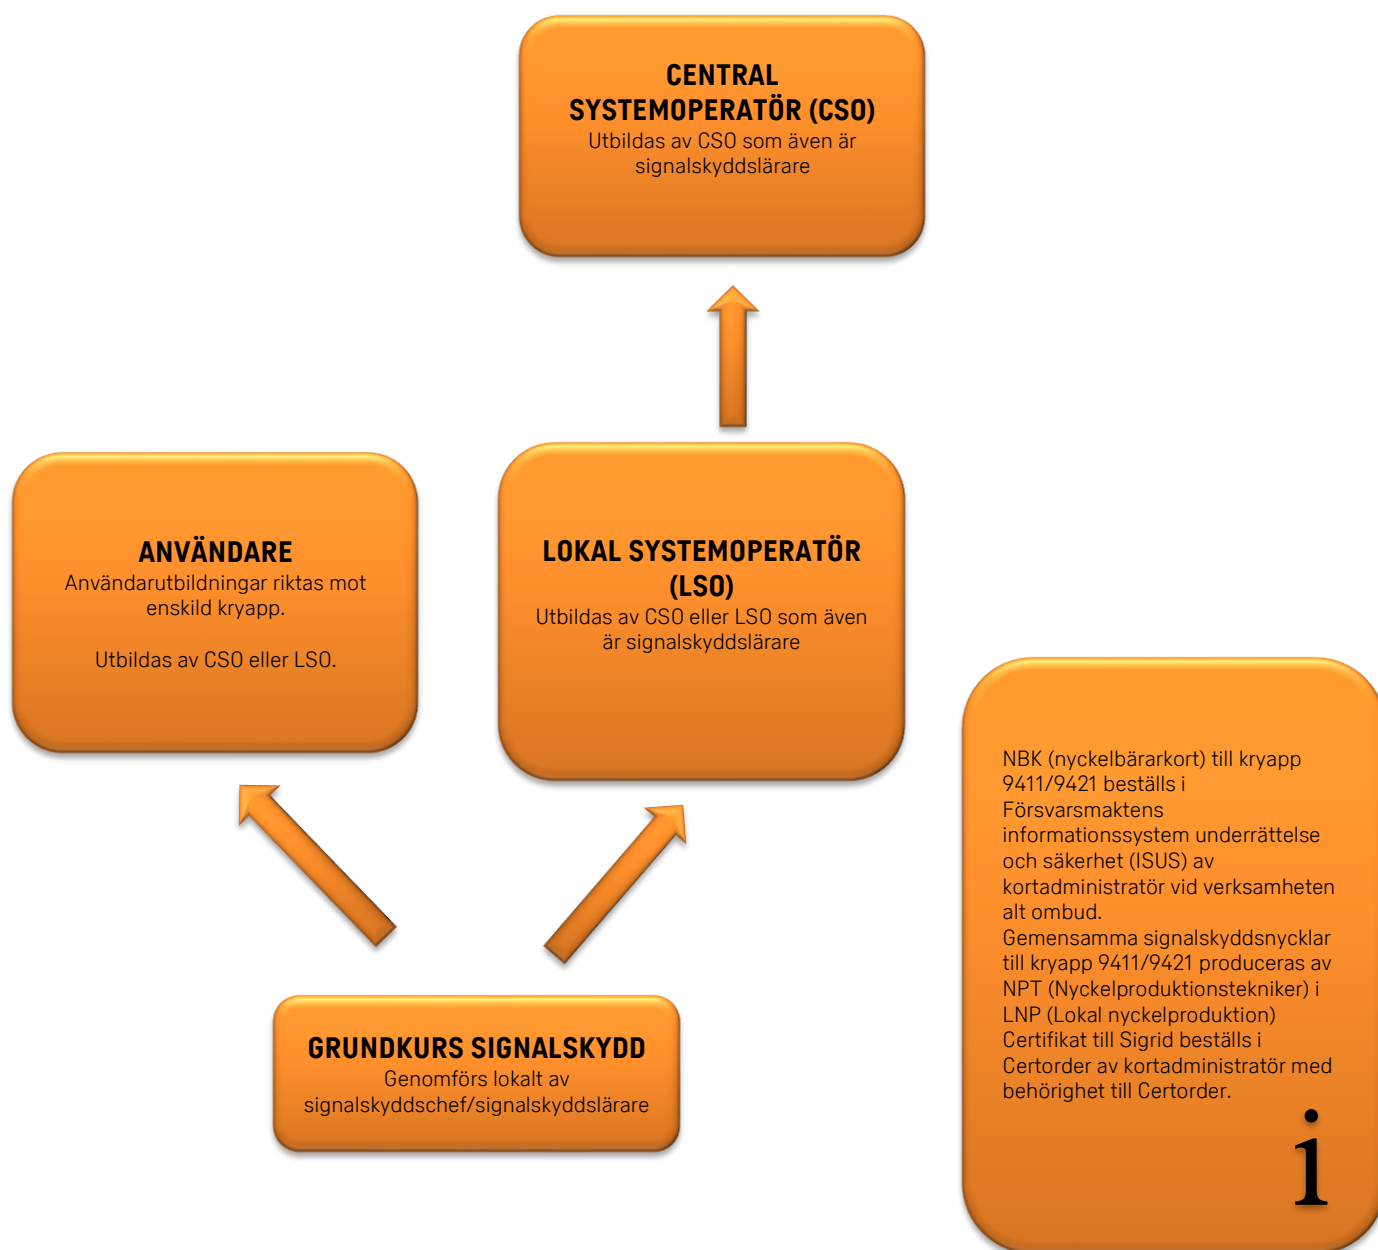 CENTRAL
SYSTEMOPERATÖR (CSO)
Utbildas av CSO som även är
signalskyddslärare
ANVÄNDARE
Användarutbildningar riktas mot
enskild kryapp.
Utbildas av CSO eller LSO.
LOKAL SYSTEMOPERATÖR
(LSO)
Utbildas av CSO eller LSO som även
är signalskyddslärare
GRUNDKURS SIGNALSKYDD
Genomförs lokalt av
signalskyddschef/signalskyddslärare
NBK (nyckelbärarkort) till kryapp
9411/9421 beställs i
Försvarsmaktens
informationssystem underrättelse
och säkerhet (ISUS) av
kortadministratör vid verksamheten
alt ombud.
Gemensamma signalskyddsnycklar
till kryapp 9411/9421 produceras av
NPT (Nyckelproduktionstekniker) i
LNP (Lokal nyckelproduktion)
Certifikat till Sigrid beställs i
Certorder av kortadministratör med
behörighet till Certorder.
i